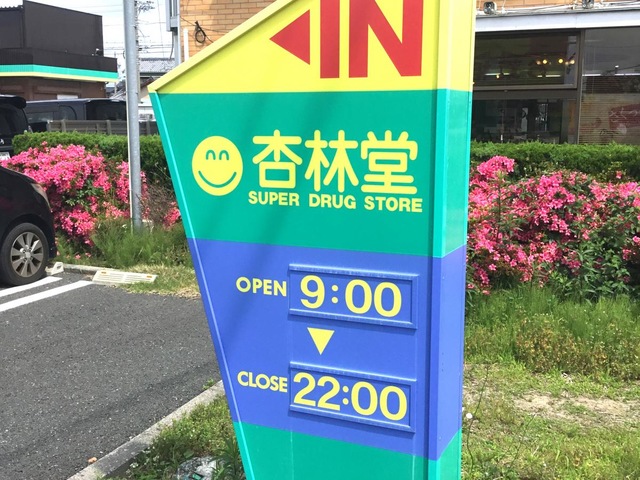 IN
杏林堂
SUPER DRUG STORE
OPEN 9:00
CLOSE 22:00